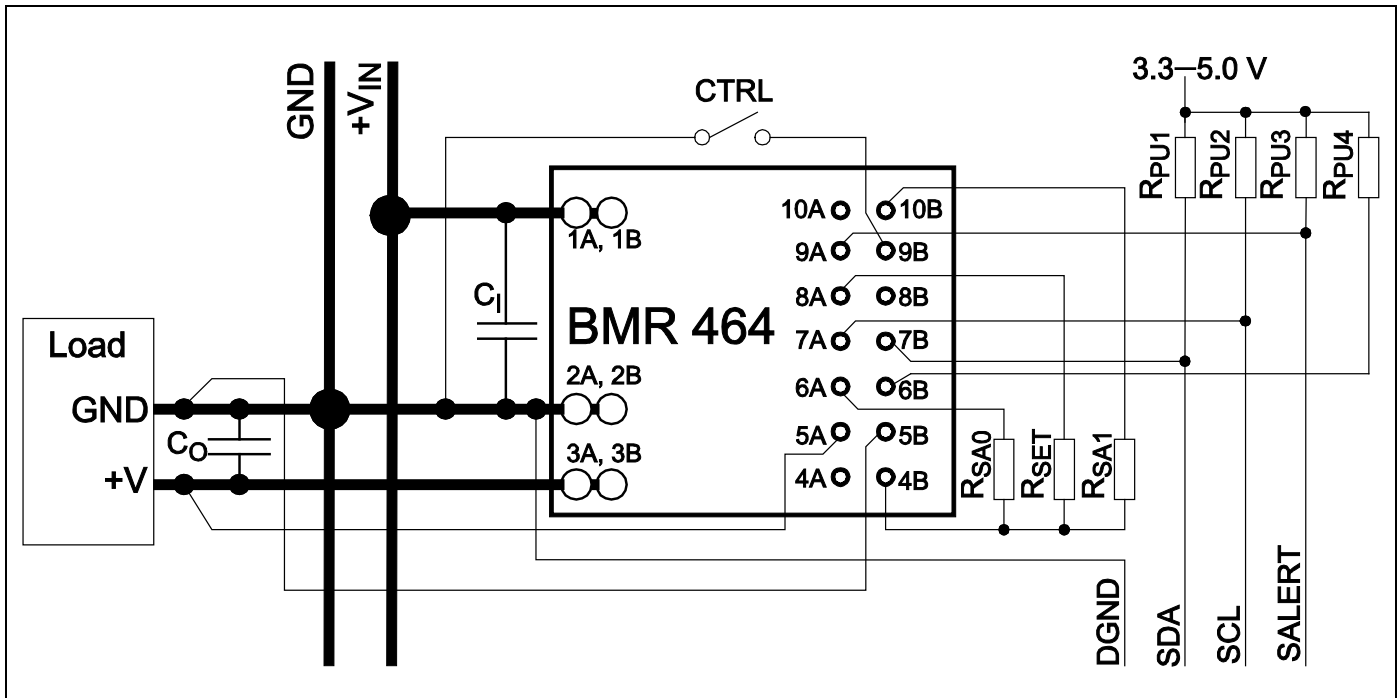 3.3–5.0 V
GND
+VIN
CTRL
RPU1
RPU2
RPU3
RPU4
10A
10B
1A, 1B
9A
9B
CI
8A
8B
BMR 464
7A
7B
Load
2A, 2B
6A
6B
GND
CO
5A
5B
3A, 3B
RSA0
RSET
RSA1
+V
4A
4B
DGND
SDA
SCL
SALERT